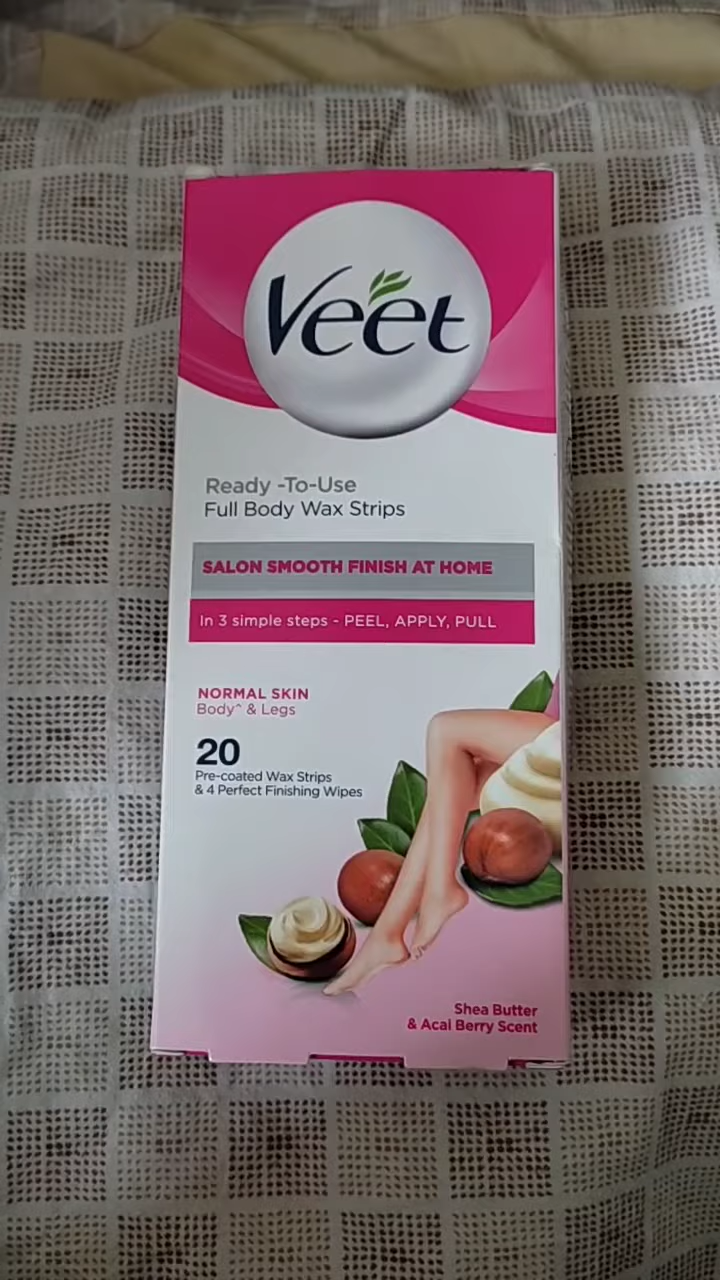 Veet
Ready -To-Use
Full Body Wax Strips
SALON SMOOTH FINISH AT HOME
In 3 simple steps - PEEL, APPLY, PULL
NORMAL SKIN
Body^ & Legs
20
Pre-coated Wax Strips
& 4 Perfect Finishing Wipes
Shea Butter
& Acai Berry Scent